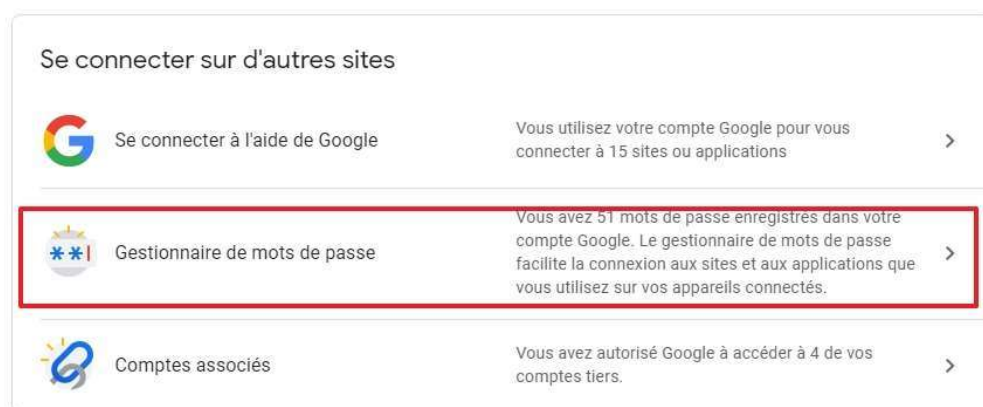 Se connecter sur d'autres sites
Se connecter à l'aide de Google
Vous utilisez votre compte Google pour vous
connecter à 15 sites ou applications
Gestionnaire de mots de passe
Vous avez 51 mots de passe enregistrés dans votre
compte Google. Le gestionnaire de mots de passe
facilite la connexion aux sites et aux applications que
vous utilisez sur vos appareils connectés.
Comptes associés
Vous avez autorisé Google à accéder à 4 de vos
comptes tiers.